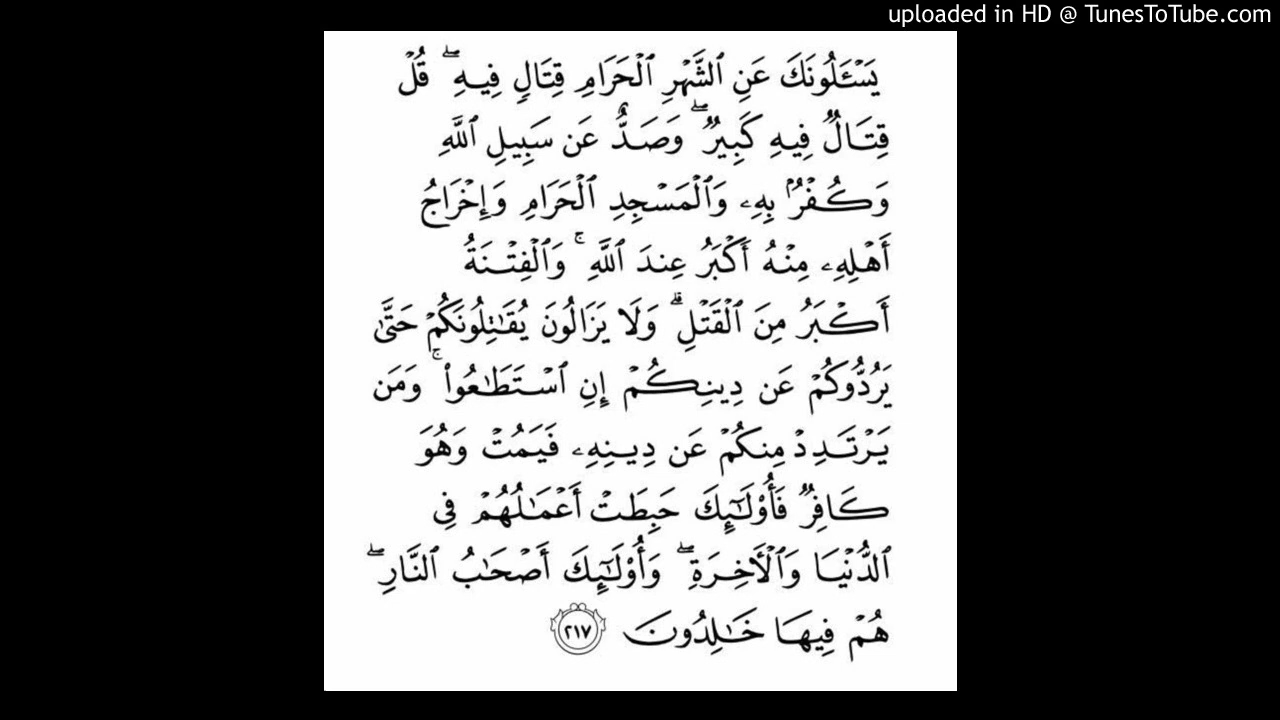 uploaded in HD @ TunesToTube.com
يَسْـَٔلُونَكَ عَنِ ٱلشَّهْرِ ٱلْحَرَامِ قِتَالٍ فِيهِ ۖ قُلْ
قِتَالٌ فِيهِ كَبِيرٌ ۖ وَصَدٌّ عَن سَبِيلِ ٱللَّهِ
وَكُفْرٌۢ بِهِۦ وَٱلْمَسْجِدِ ٱلْحَرَامِ وَإِخْرَاجُ
أَهْلِهِۦ مِنْهُ أَكْبَرُ عِندَ ٱللَّهِ ۚ وَٱلْفِتْنَةُ
أَكْبَرُ مِنَ ٱلْقَتْلِ ۗ وَلَا يَزَالُونَ يُقَـٰتِلُونَكُمْ حَتَّىٰ
يَرُدُّوكُمْ عَن دِينِكُمْ إِنِ ٱسْتَطَـٰعُوا۟ ۚ وَمَن
يَرْتَدِدْ مِنكُمْ عَن دِينِهِۦ فَيَمُتْ وَهُوَ
كَافِرٌ فَأُو۟لَـٰٓئِكَ حَبِطَتْ أَعْمَـٰلُهُمْ فِى
ٱلدُّنْيَا وَٱلْـَٔاخِرَةِ ۖ وَأُو۟لَـٰٓئِكَ أَصْحَـٰبُ ٱلنَّارِ ۖ
هُمْ فِيهَا خَـٰلِدُونَ ٢١٧